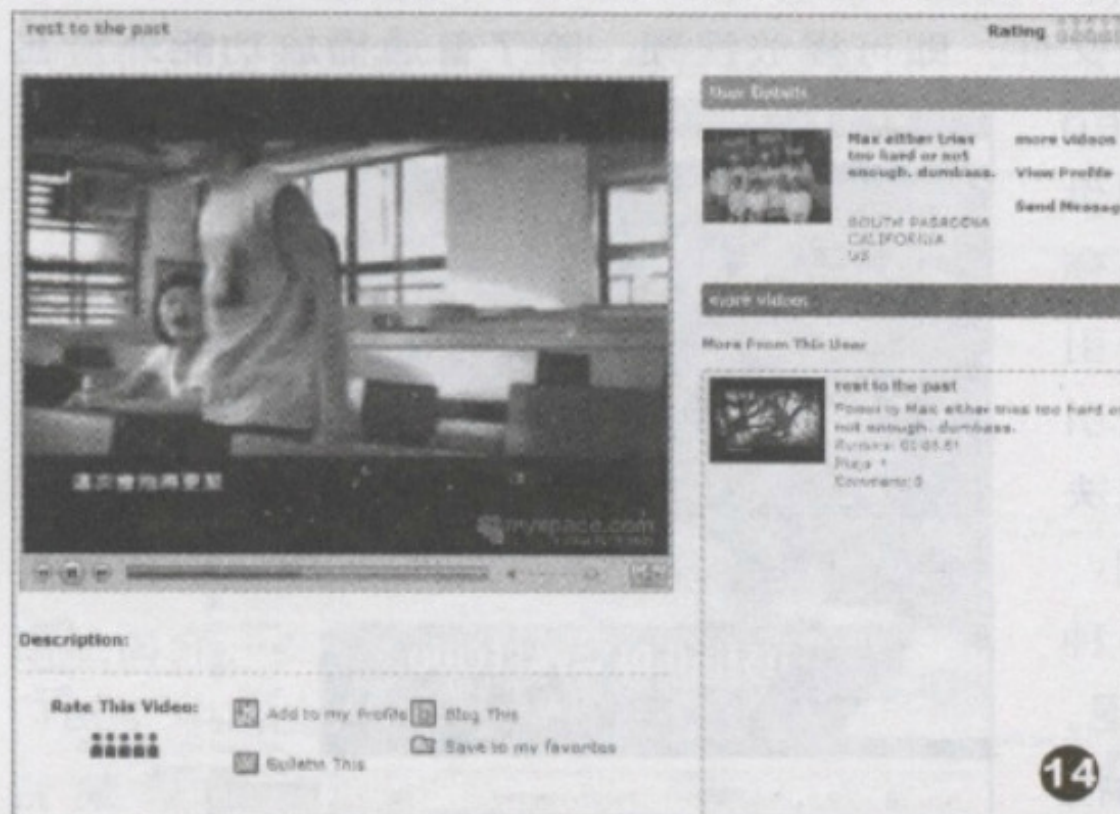 rest to the past
Rating
User Details
Max either tries
too hard or not
enough. dumbass.
more videos
View Profile
Send
SOUTH PASADENA
CALIFORNIA
US
more videos
More From This User
rest to the past
Max either tries too hard or
not enough. dumbass.
myspace.com
Description:
Rate This Video:
Add to my Profile
Blog This
Save to my favorites
Bulletin This
14